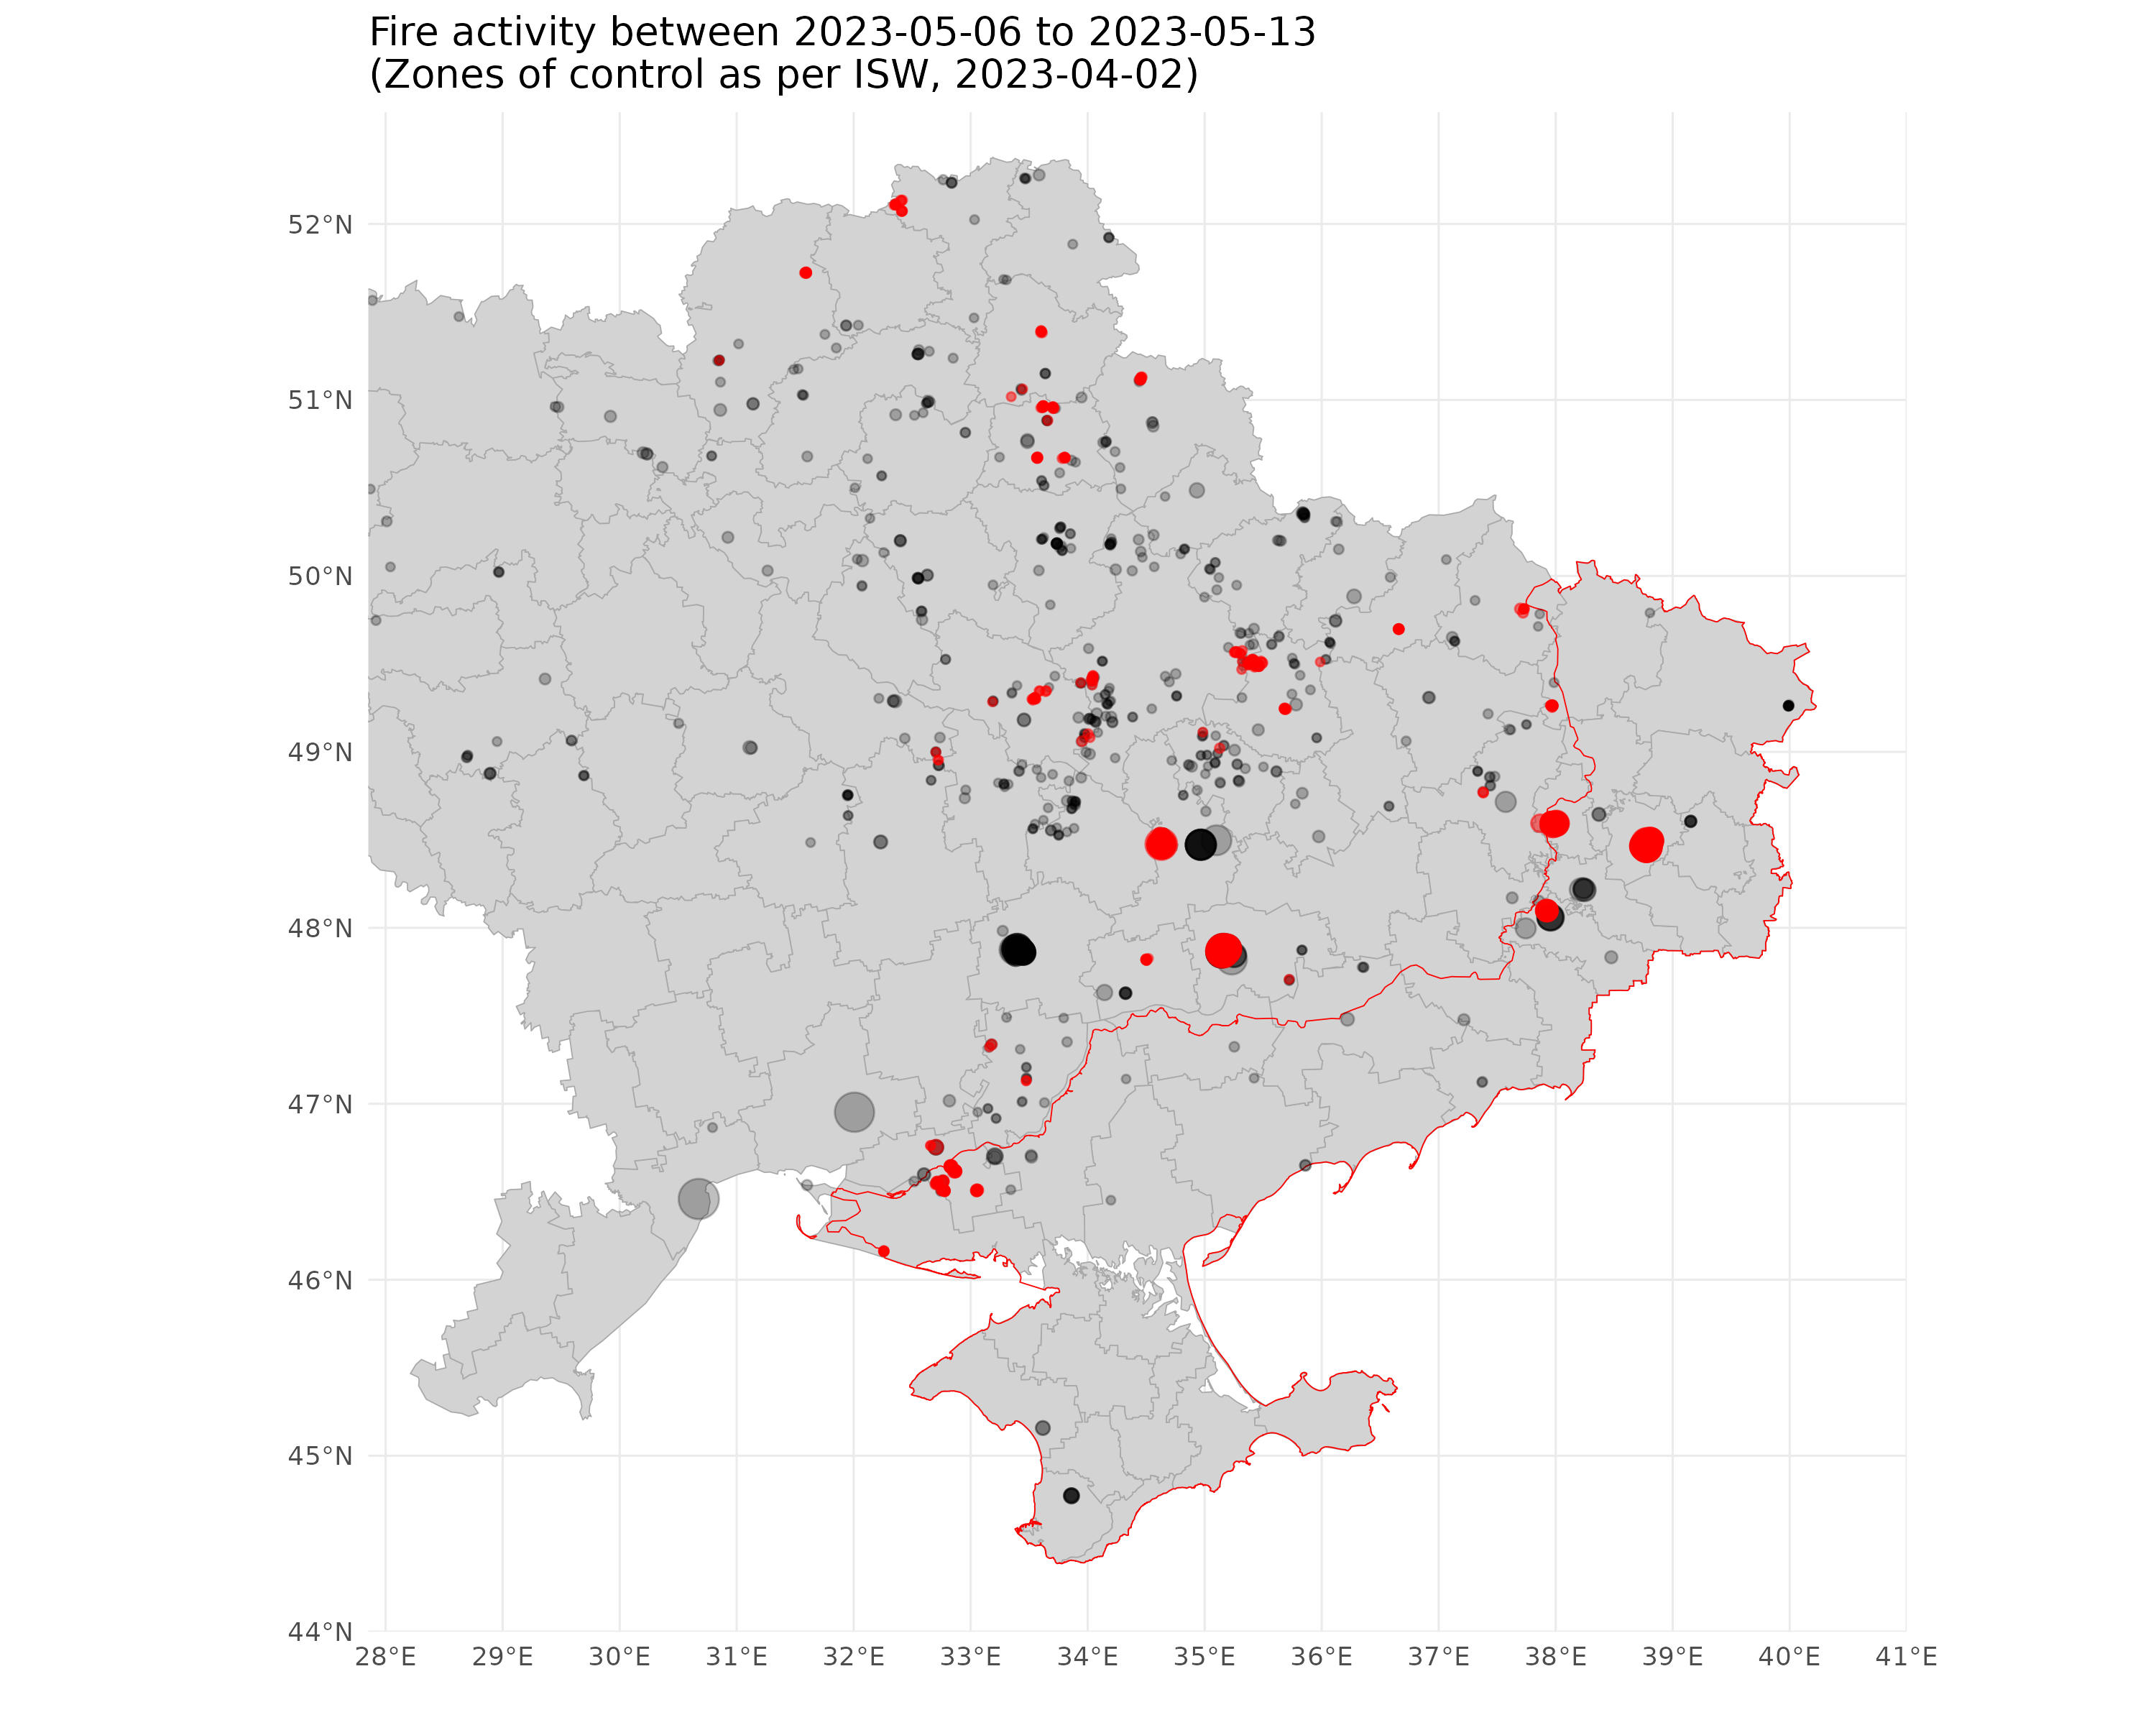 Fire activity between 2023-05-06 to 2023-05-13
(Zones of control as per ISW, 2023-04-02)
52°N
51°N
50°N
49°N
48°N
47°N
46°N
45°N
44°N
28°E 29°E 30°E 31°E 32°E 33°E 34°E 35°E 36°E 37°E 38°E 39°E 40°E 41°E